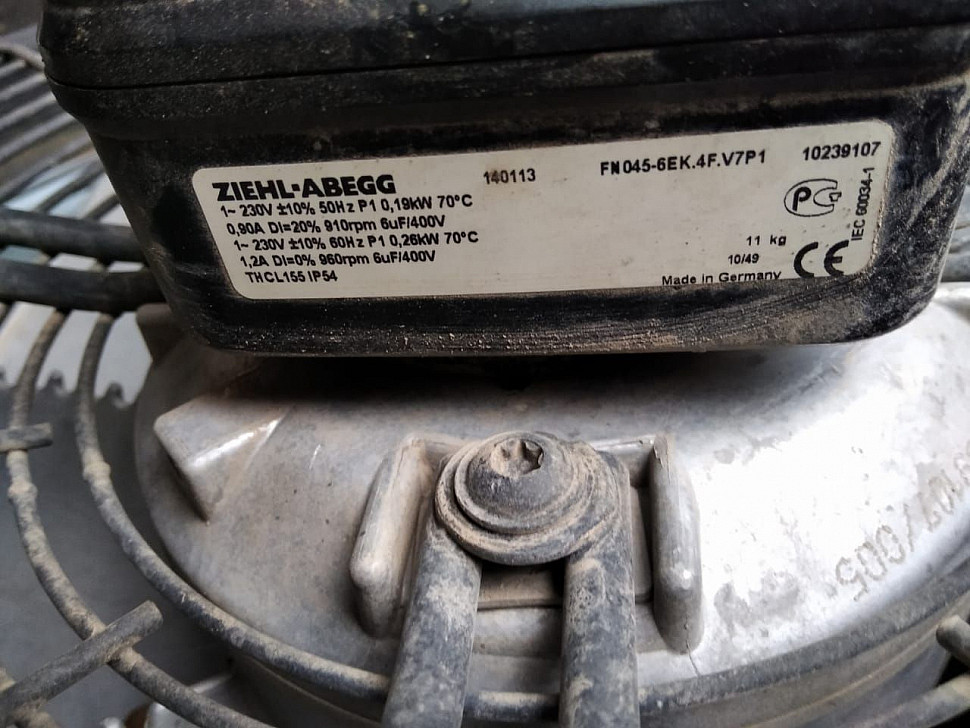 ZIEHL-ABEGG 140113 FN045-6EK.4F.V7P1 10239107
1~ 230V ±10% 50Hz P1 0,19kW 70°C
0,90A DI=20% 910rpm 6uF/400V
1~ 230V ±10% 60Hz P1 0,26kW 70°C
1,2A DI=0% 960rpm 6uF/400V
THCL155 IP54
11 kg
10/49
Made in Germany
CE
IEC 60034-1
/005